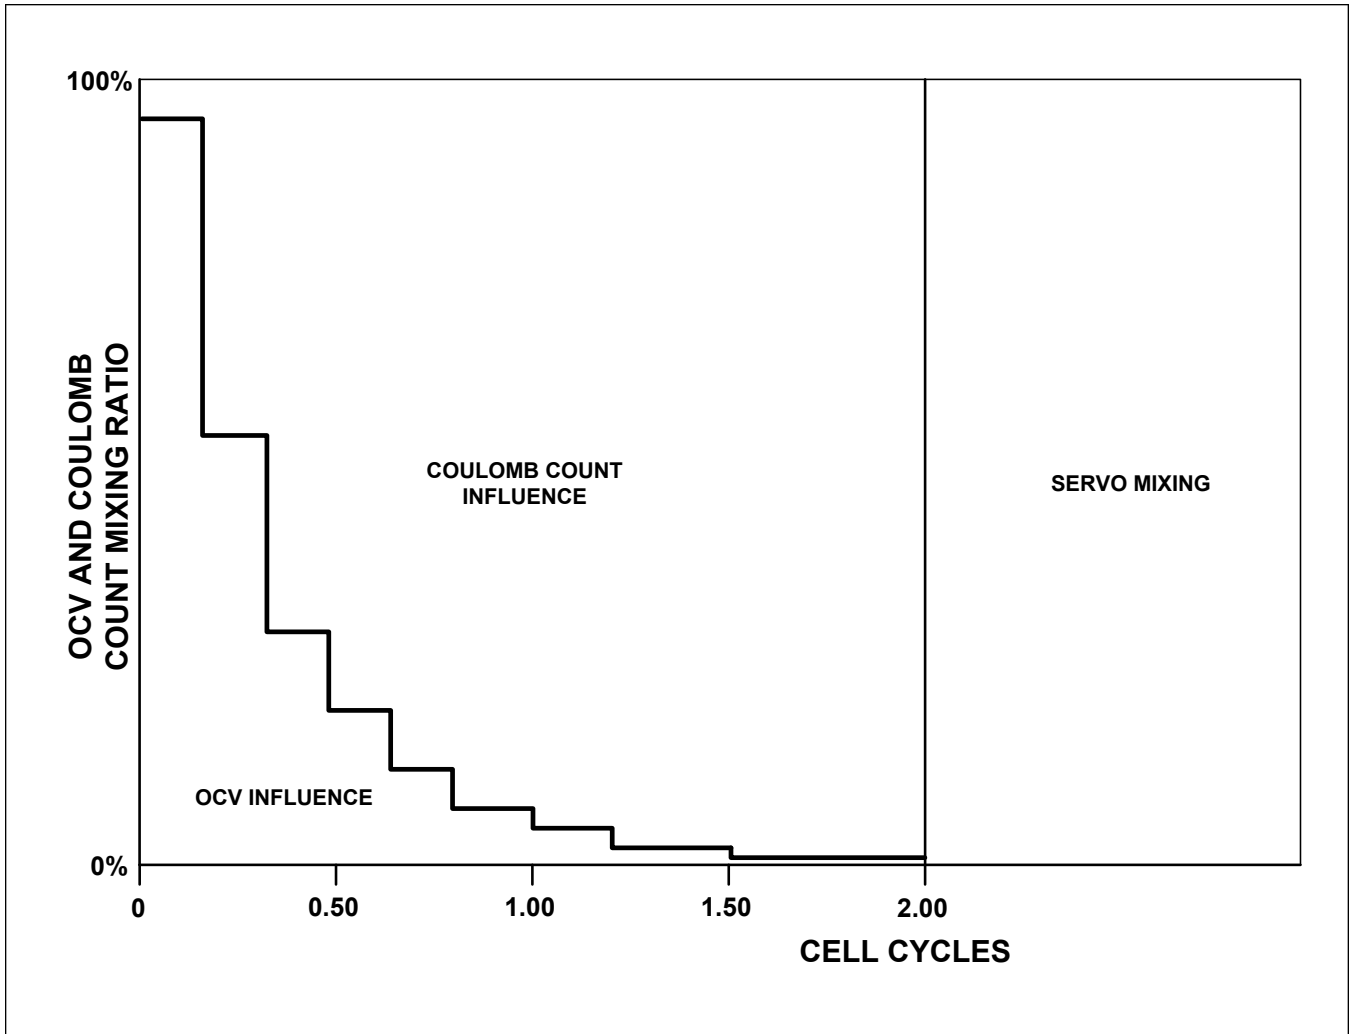 100%
OCV AND COULOMB
COUNT MIXING RATIO
COULOMB COUNT
INFLUENCE
SERVO MIXING
OCV INFLUENCE
0%
0
0.50
1.00
1.50
2.00
CELL CYCLES